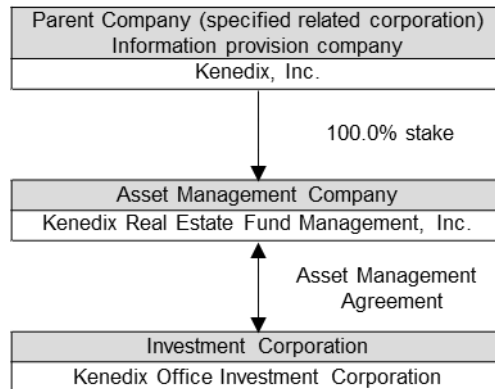 Parent Company (specified related corporation)
Information provision company
Kenedix, Inc.
100.0% stake
Asset Management Company
Kenedix Real Estate Fund Management, Inc.
Asset Management
Agreement
Investment Corporation
Kenedix Office Investment Corporation